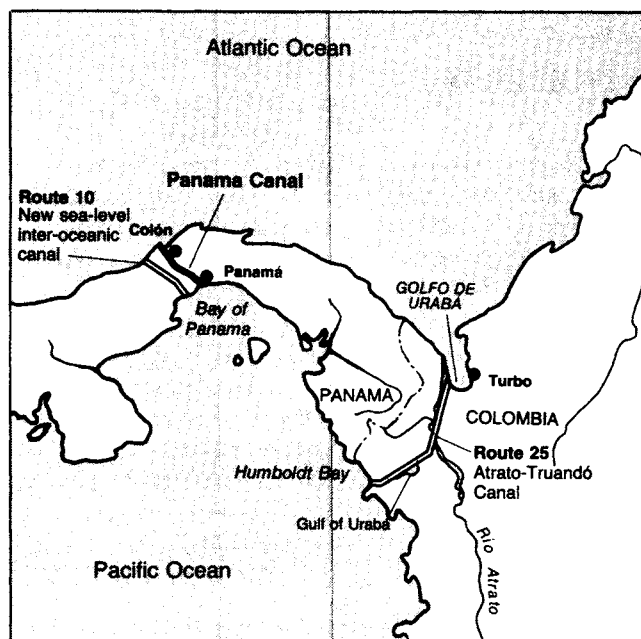 Atlantic Ocean
Panama Canal
Route 10
New sea-level
inter-oceanic
canal
Colón
Panamá
Bay of
Panama
GOLFO DE
URABÁ
Turbo
PANAMA
COLOMBIA
Route 25
Atrato-Truandó
Canal
Humboldt Bay
Gulf of Urabá
Rio Atrato
Pacific Ocean